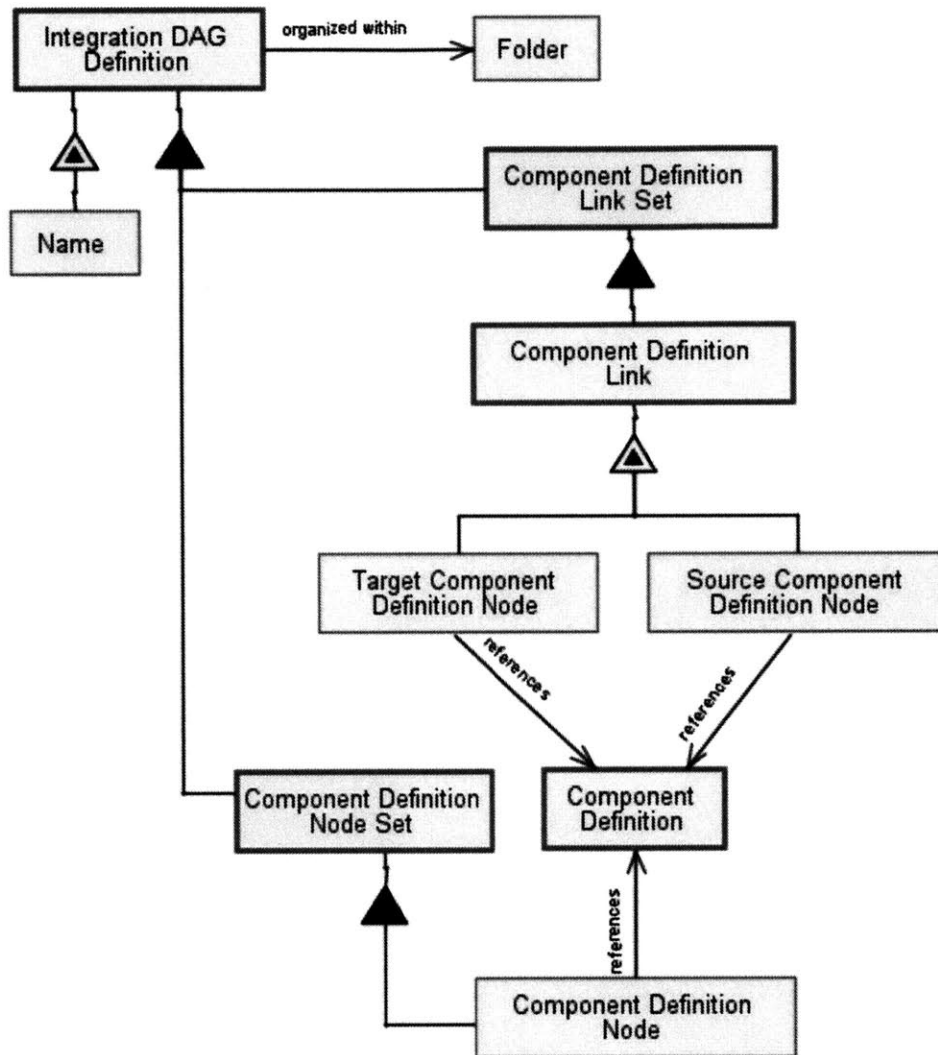 Integration DAG
Definition
organized within
Folder
Name
Component Definition
Link Set
Component Definition
Link
Target Component
Definition Node
Source Component
Definition Node
references
references
Component Definition
Node Set
Component
Definition
references
Component Definition
Node